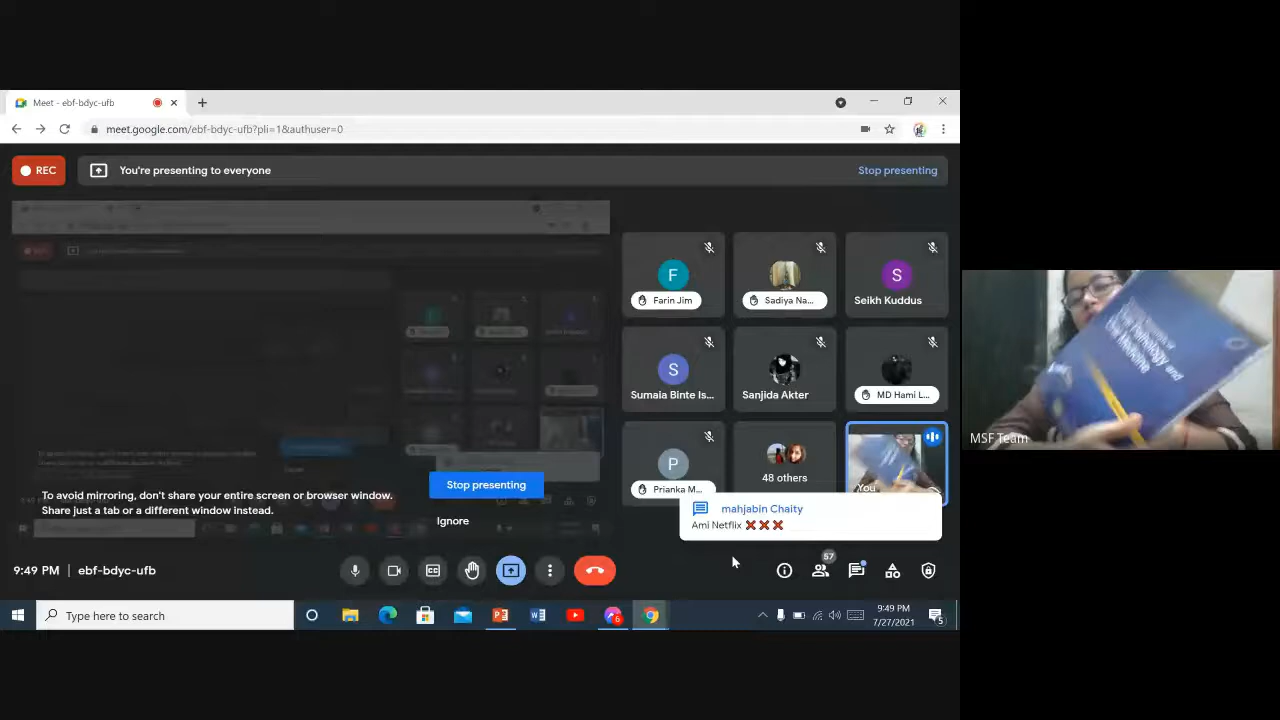 Meet - ebf-bdyc-ufb
meet.google.com/ebf-bdyc-ufb?pli=1&authuser=0
REC
You're presenting to everyone
Stop presenting
Farin Jim
Sadiya Na...
S
Seikh Kuddus
F
S
Sumaia Binte Is...
Sanjida Akter
MD Hami L...
P
Prianka M...
48 others
You
To avoid mirroring, don't share your entire screen or browser window.
Share just a tab or a different window instead.
Stop presenting
Ignore
mahjabin Chaity
Ami Netflix ❌❌❌
MSF Team
9:49 PM | ebf-bdyc-ufb
57
Type here to search
6
9:49 PM
7/27/2021
5